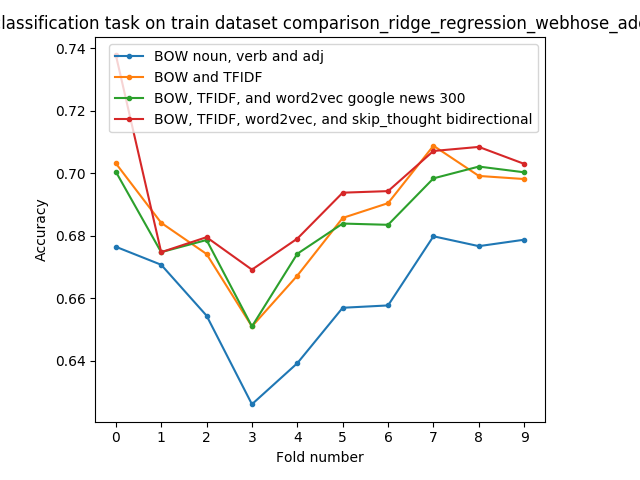 lassification task on train dataset comparison_ridge_regression_webhose_ad
BOW noun, verb and adj
BOW and TFIDF
BOW, TFIDF, and word2vec google news 300
BOW, TFIDF, word2vec, and skip_thought bidirectional
0.74
0.72
0.70
0.68
0.66
0.64
Accuracy
0 1 2 3 4 5 6 7 8 9
Fold number